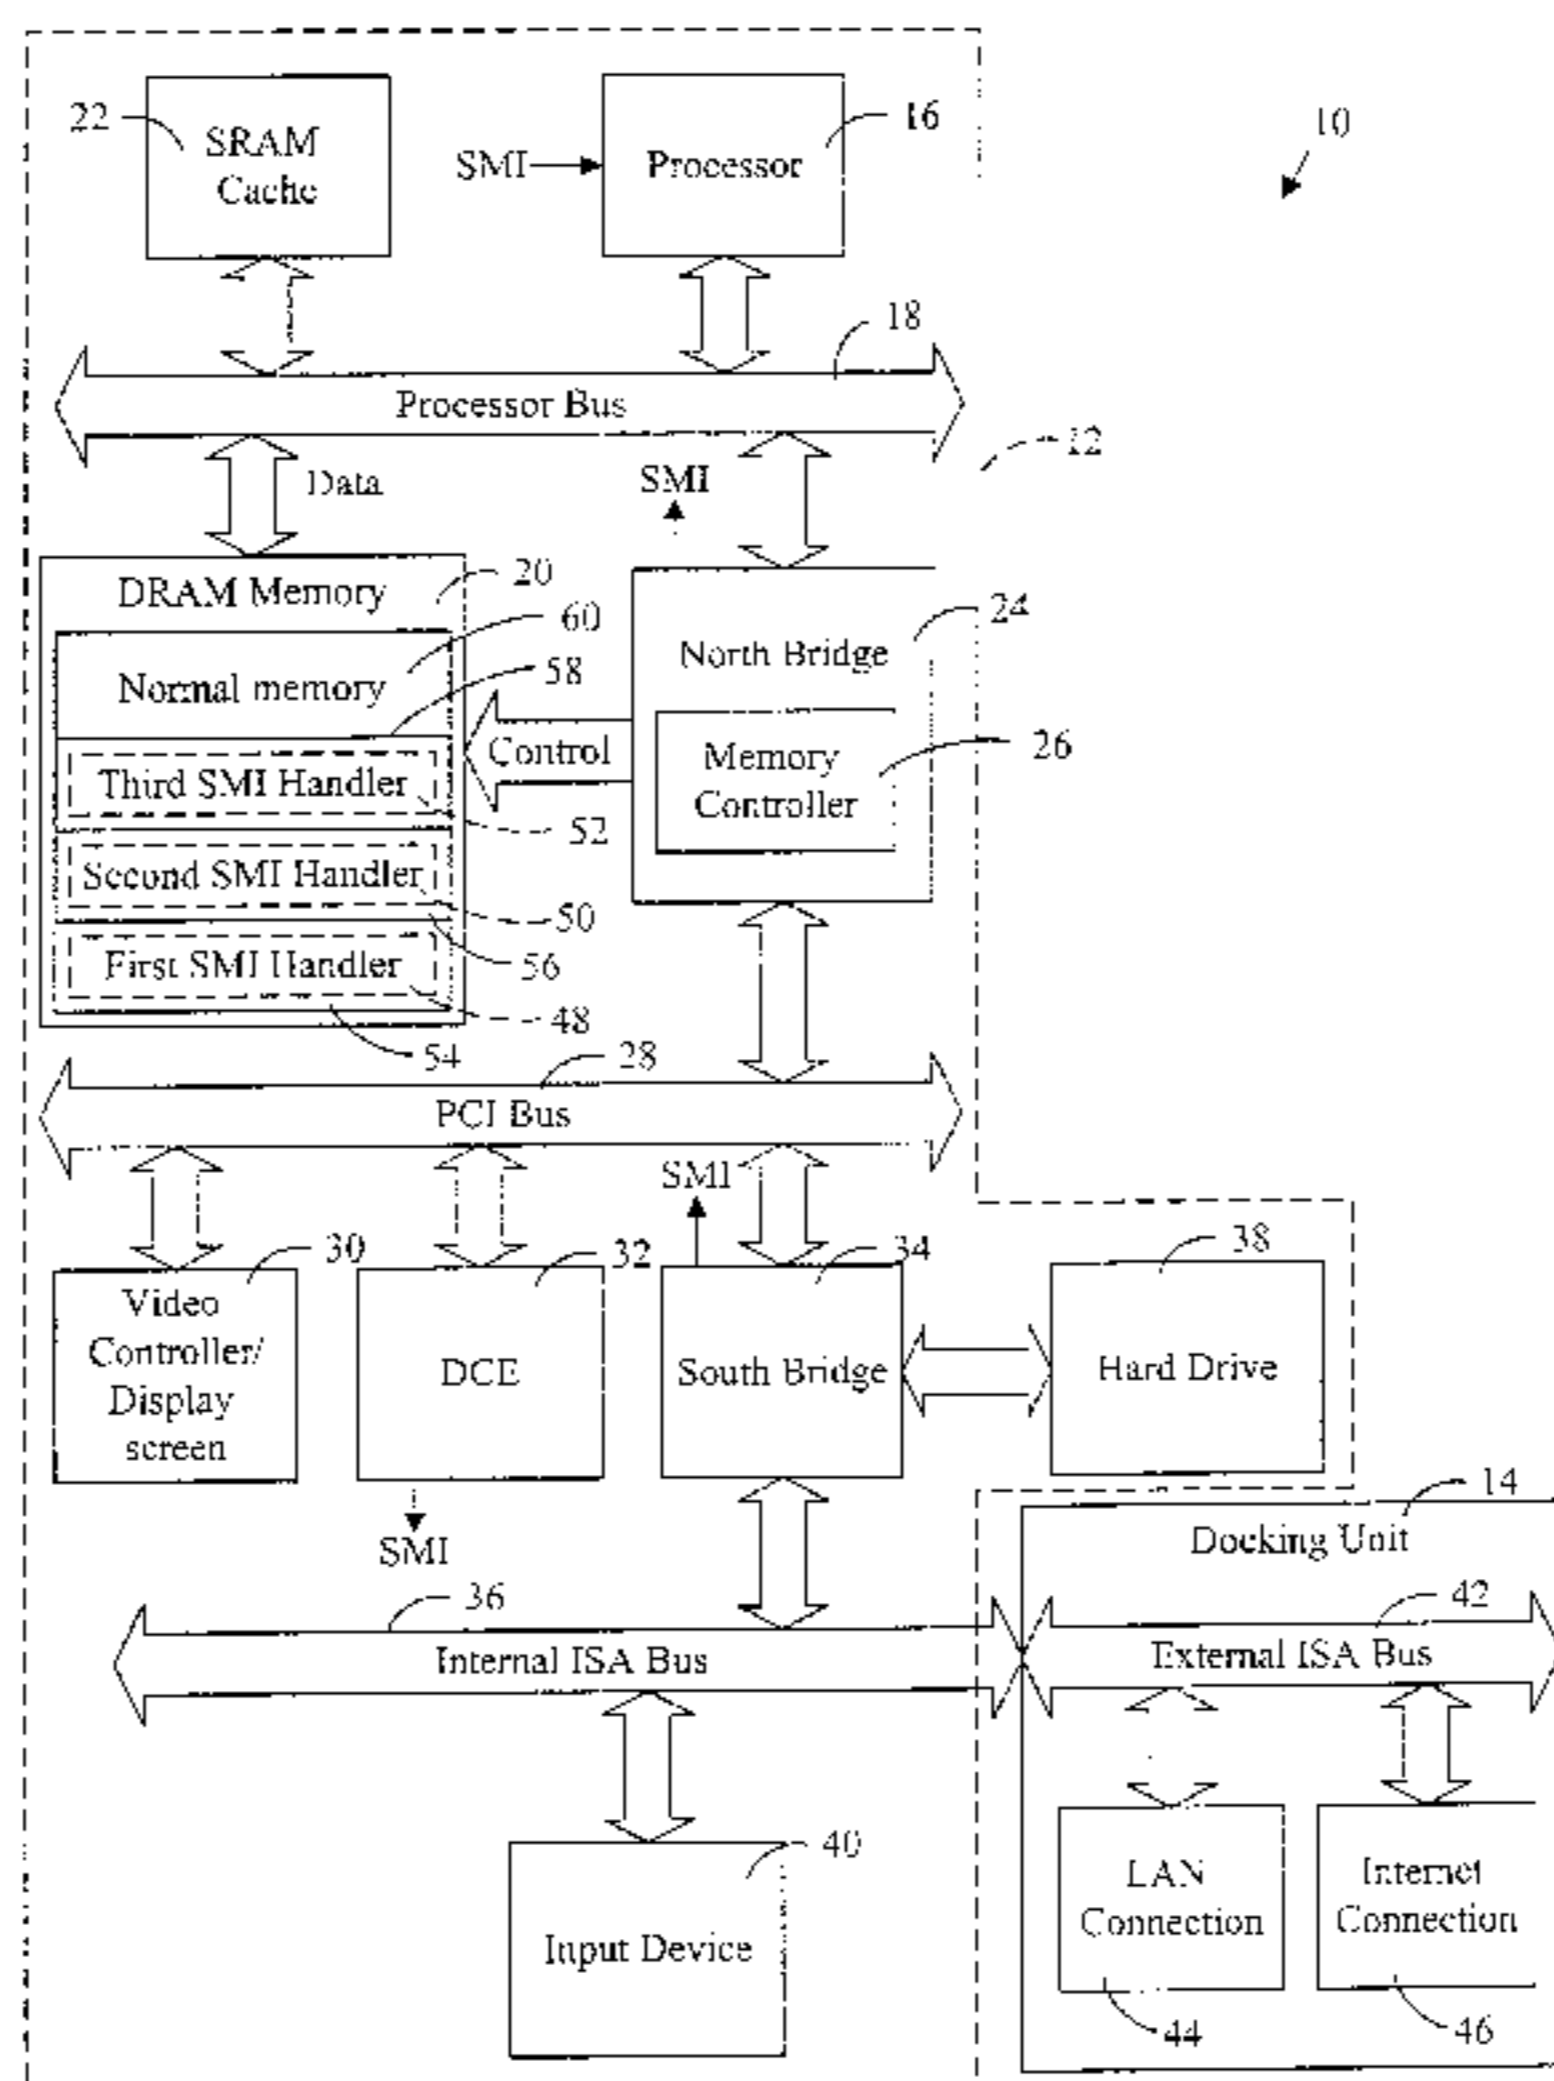 22
SRAM
Cache
SMI
Processor
16
10
18
Processor Bus
12
Data
SMI
DRAM Memory
20
60
Normal memory
58
24
North Bridge
Control
Memory
Controller
26
Third SMI Handler
52
Second SMI Handler
50
First SMI Handler
56
48
54
28
PCI Bus
SMI
30
32
34
38
Video
Controller/
Display
screen
DCE
South Bridge
Hard Drive
14
Docking Unit
SMI
36
42
Internal ISA Bus
External ISA Bus
40
Input Device
LAN
Connection
Internet
Connection
44
46